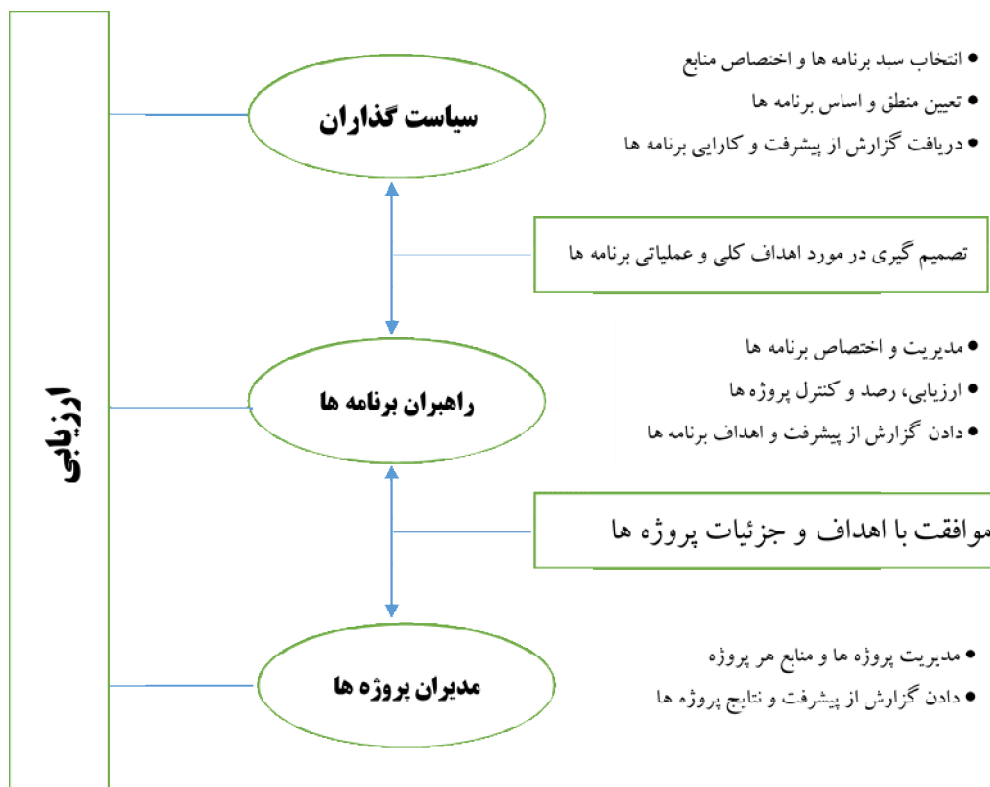 ارزیابی
سیاست گذاران
• انتخاب سبد برنامه ها و اختصاص منابع
• تعیین منطق و اساس برنامه ها
• دریافت گزارش از پیشرفت و کارایی برنامه ها
تصمیم گیری در مورد اهداف کلی و عملیاتی برنامه ها
راهبران برنامه ها
• مدیریت و اختصاص برنامه ها
• ارزیابی، رصد و کنترل پروژه ها
• دادن گزارش از پیشرفت و اهداف برنامه ها
موافقت با اهداف و جزئیات پروژه ها
مدیران پروژه ها
• مدیریت پروژه ها و منابع هر پروژه
• دادن گزارش از پیشرفت و نتایج پروژه ها